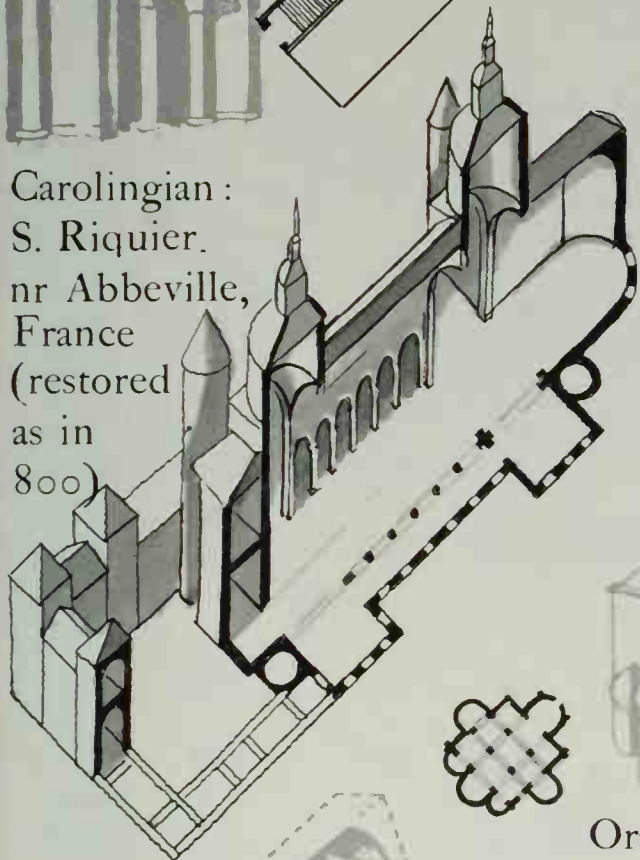 Carolingian :
S. Riquier.
nr Abbeville,
France
(restored
as in
800)
Or